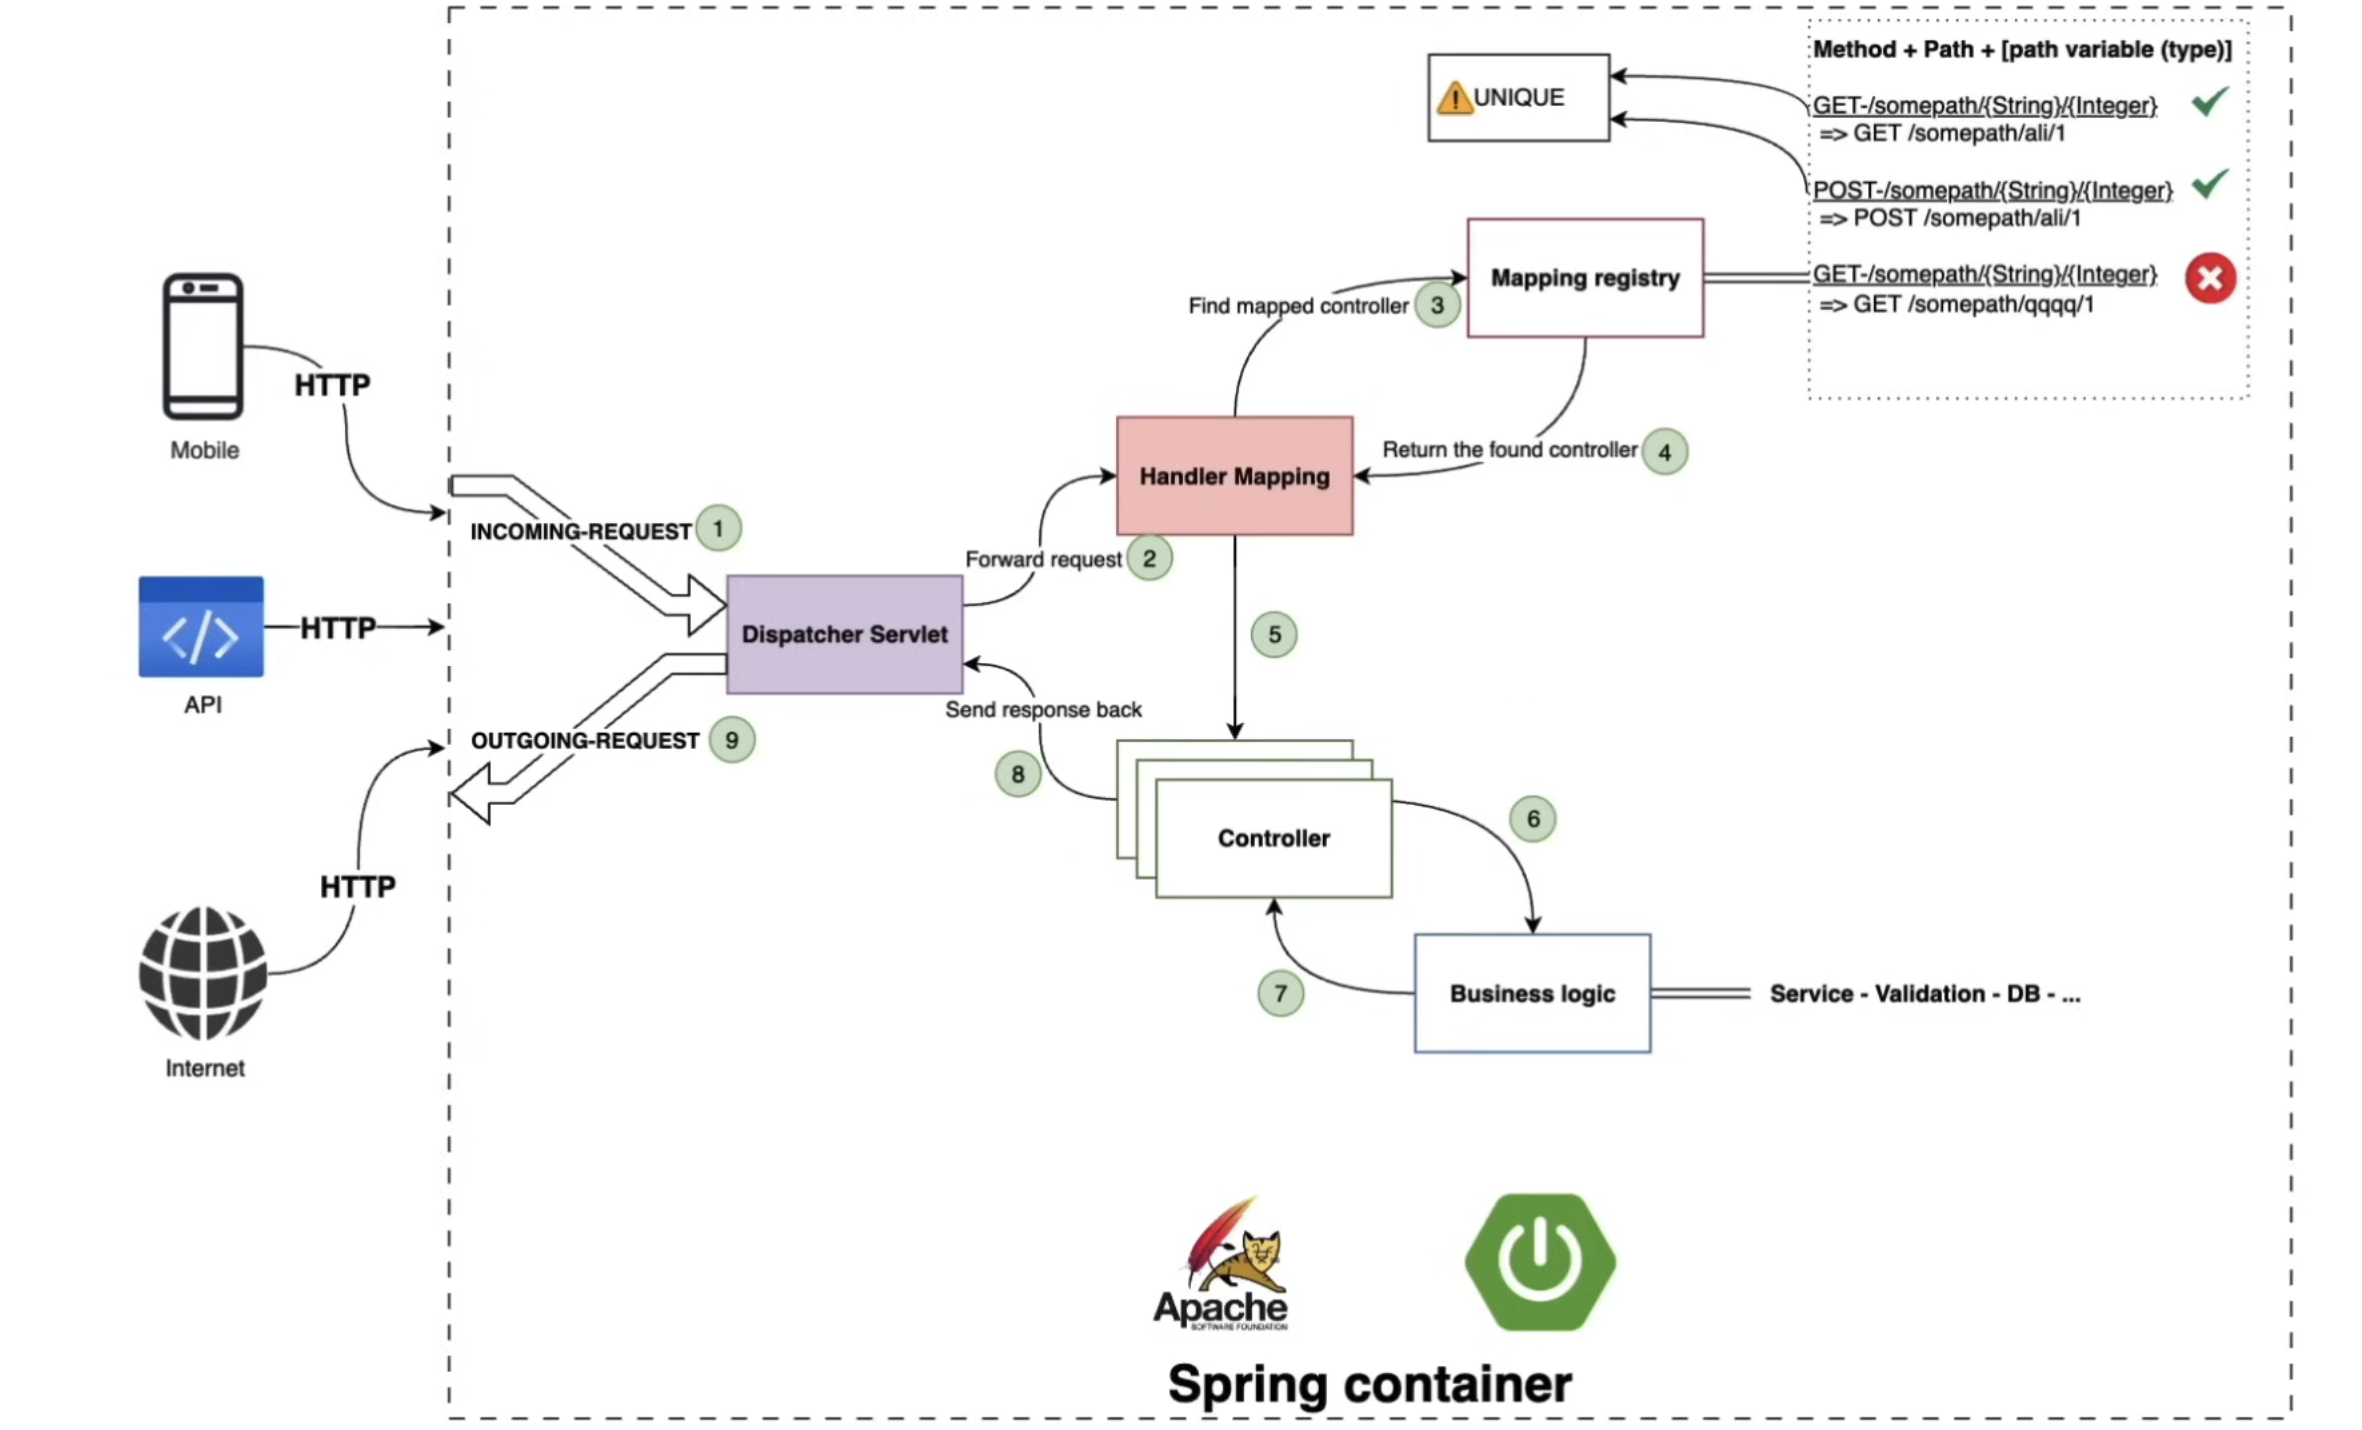 Method + Path + [path variable (type)]
UNIQUE
GET-/somepath/{String}/{Integer}
=> GET /somepath/ali/1
POST-/somepath/{String}/{Integer}
=> POST /somepath/ali/1
GET-/somepath/{String}/{Integer}
=> GET /somepath/qqqq/1
Mapping registry
Find mapped controller
3
HTTP
Mobile
Return the found controller
4
Handler Mapping
INCOMING-REQUEST
1
Forward request
2
Dispatcher Servlet
HTTP
API
5
Send response back
OUTGOING-REQUEST
9
8
6
Controller
HTTP
7
Business logic
Service - Validation - DB - ...
Internet
Apache
SOFTWARE FOUNDATION
Spring container